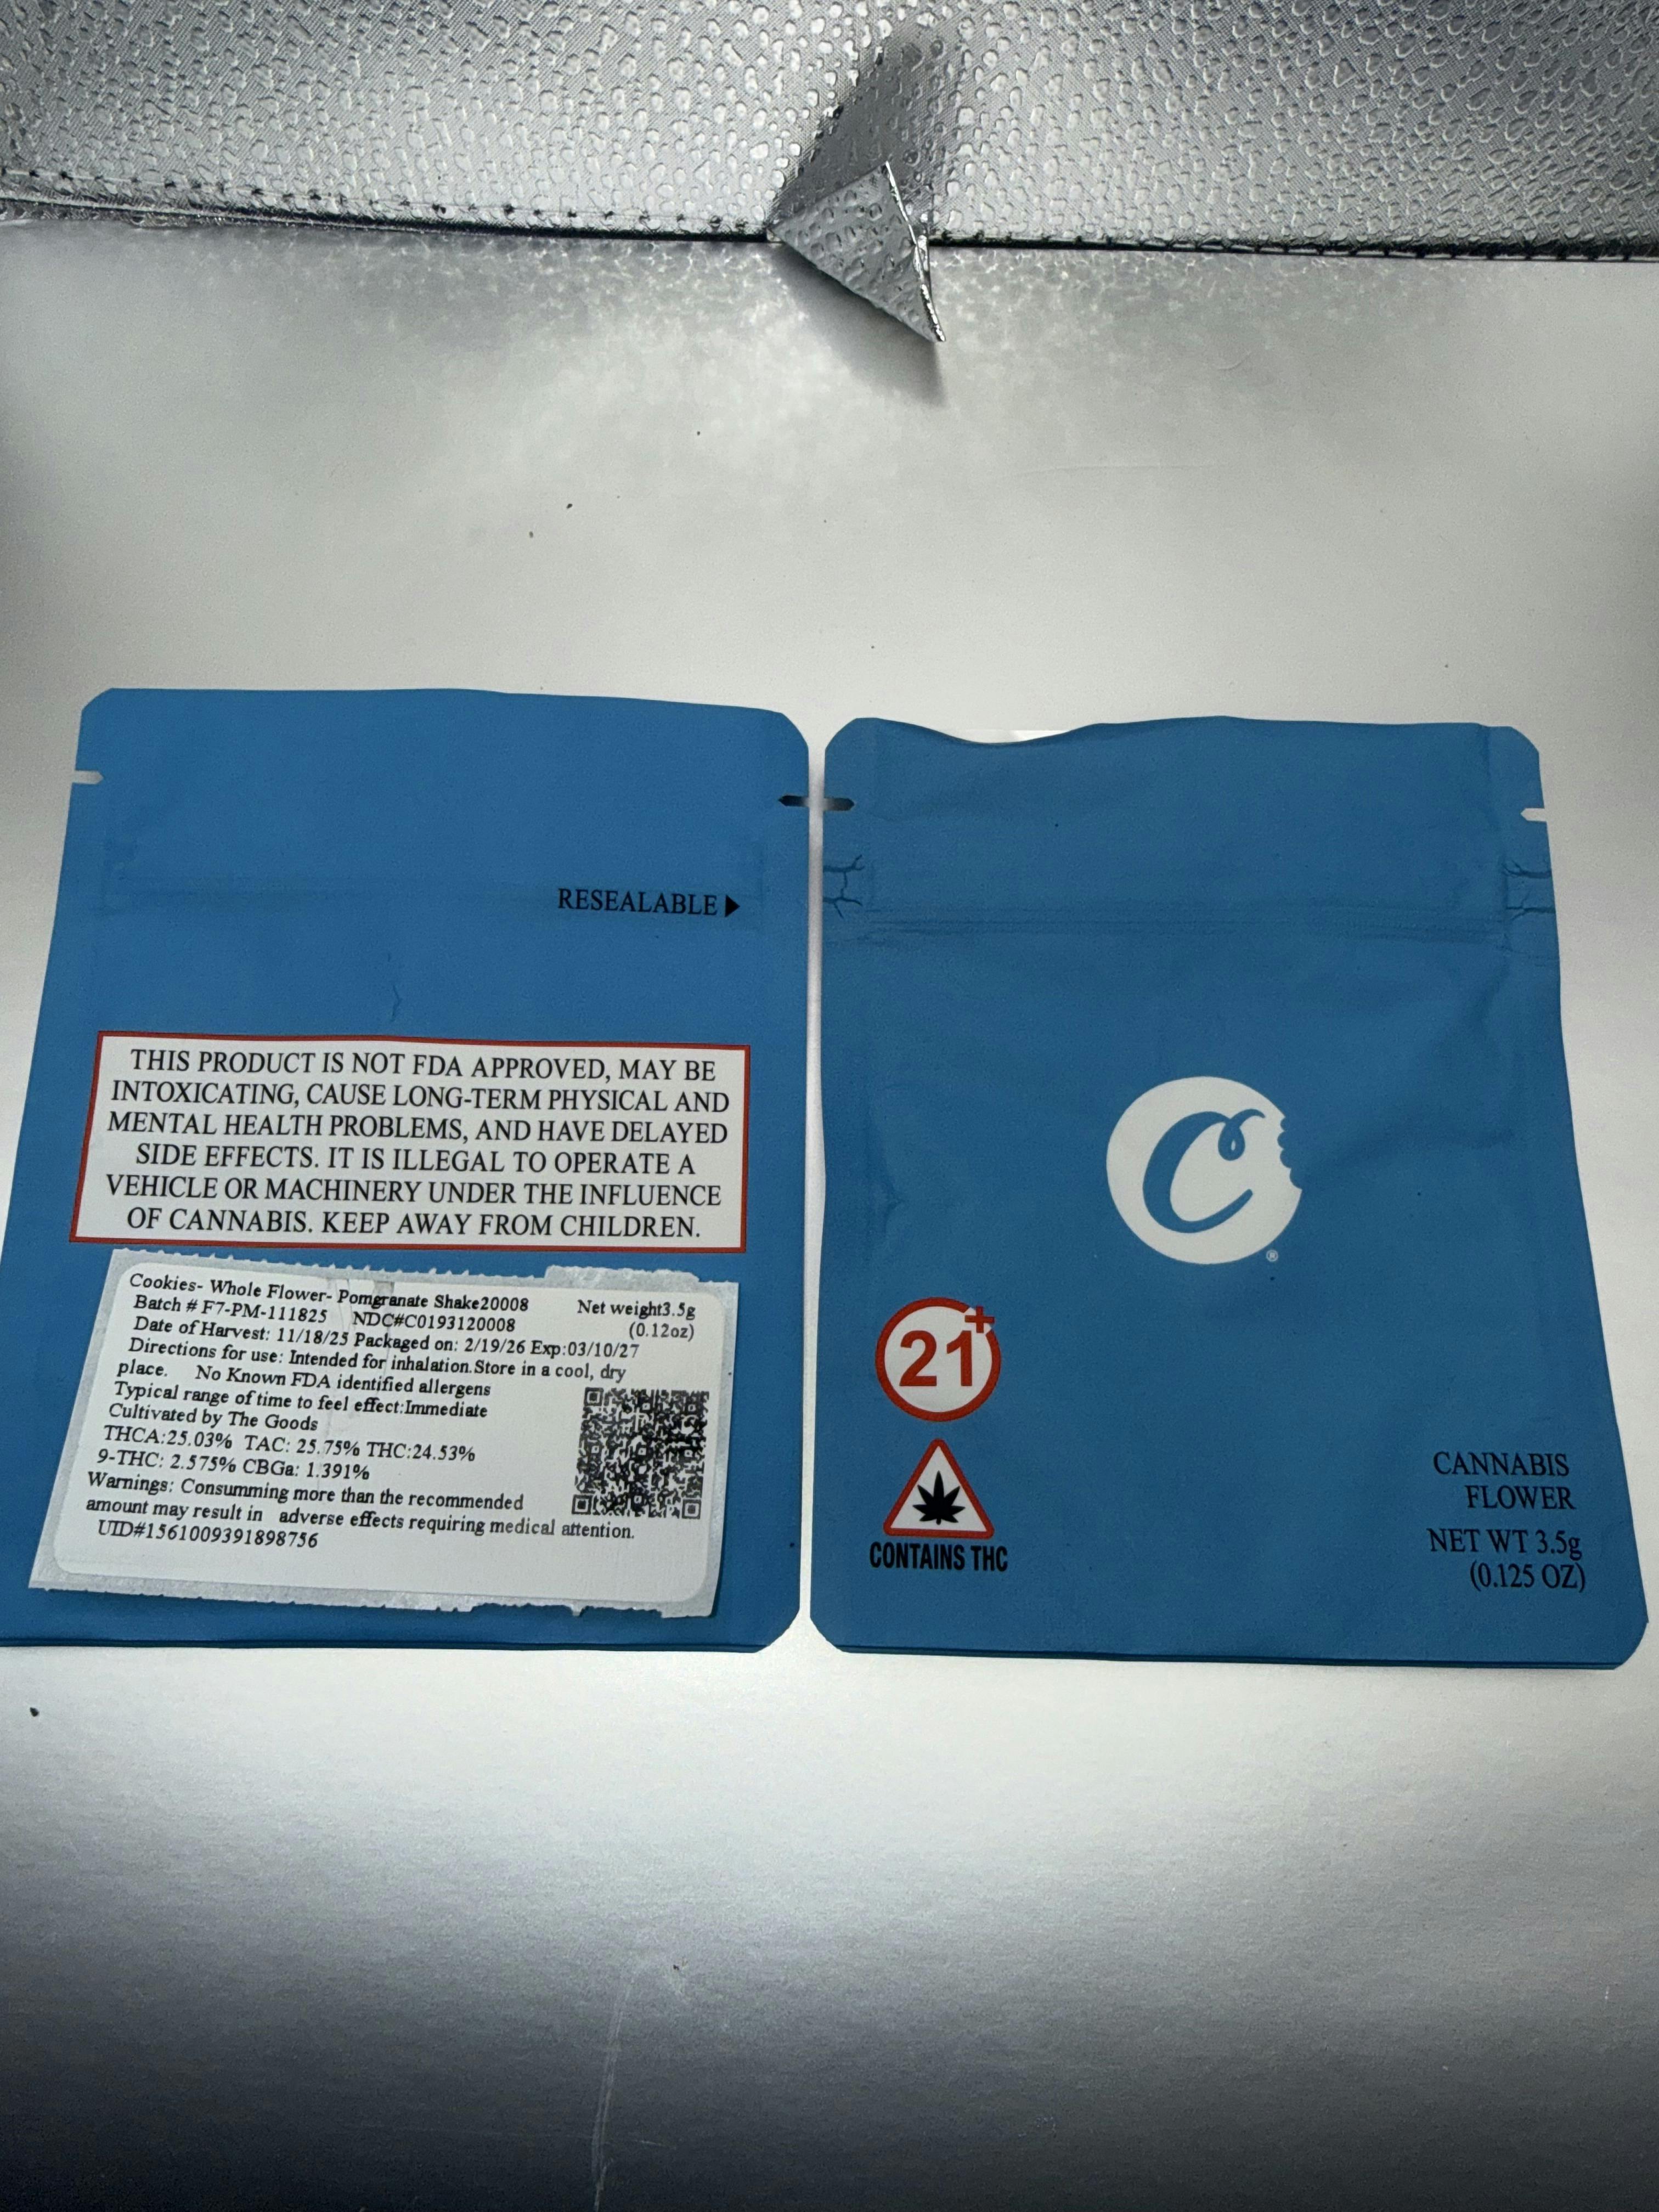 RESEALABLE
THIS PRODUCT IS NOT FDA APPROVED, MAY BE
INTOXICATING, CAUSE LONG-TERM PHYSICAL AND
MENTAL HEALTH PROBLEMS, AND HAVE DELAYED
SIDE EFFECTS. IT IS ILLEGAL TO OPERATE A
VEHICLE OR MACHINERY UNDER THE INFLUENCE
OF CANNABIS. KEEP AWAY FROM CHILDREN.
Cookies- Whole Flower- Pomgranate Shake20008
Net weight3.5g
Batch # F7-PM-111825 NDC#C0193120008
(0.12oz)
Date of Harvest: 11/18/25 Packaged on: 2/19/26 Exp:03/10/27
Directions for use: Intended for inhalation.Store in a cool, dry
place. No Known FDA identified allergens
Typical range of time to feel effect:Immediate
Cultivated by The Goods
THCA:25.03% TAC: 25.75% THC:24.53%
9-THC: 2.575% CBGa: 1.391%
Warnings: Consumming more than the recommended
amount may result in adverse effects requiring medical attention.
UID#1561009391898756
C
®
21+
CONTAINS THC
CANNABIS
FLOWER
NET WT 3.5g
(0.125 OZ)